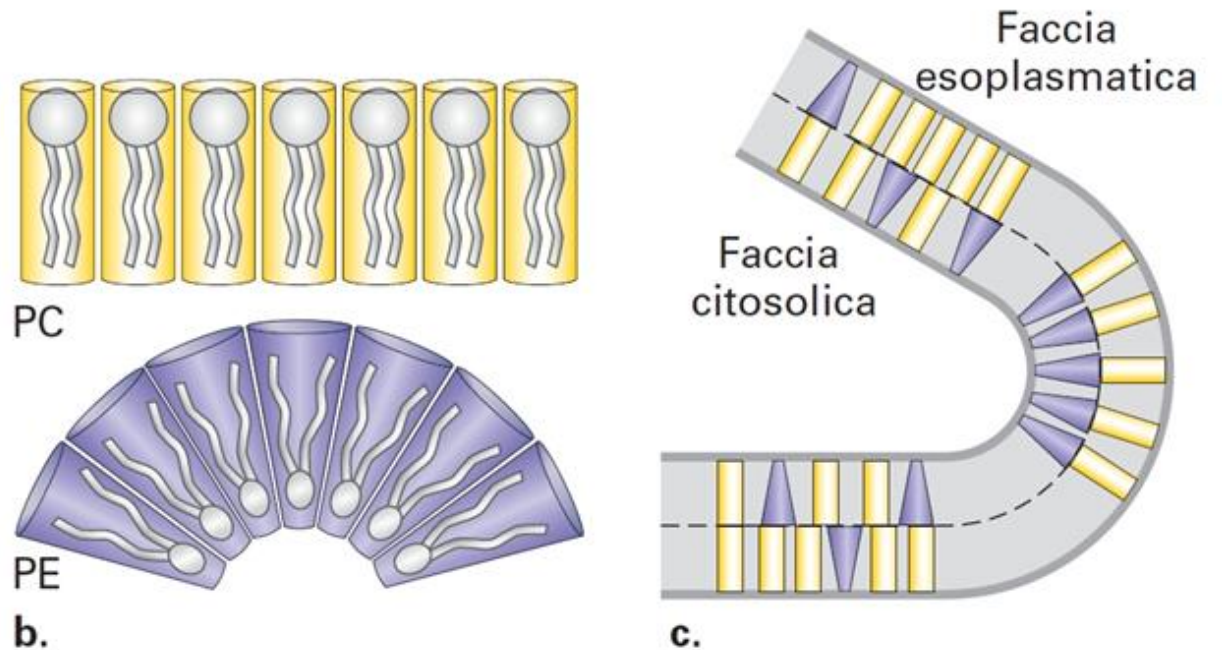 PC
PE
b.
Faccia
esoplasmatica
Faccia
citosolica
c.